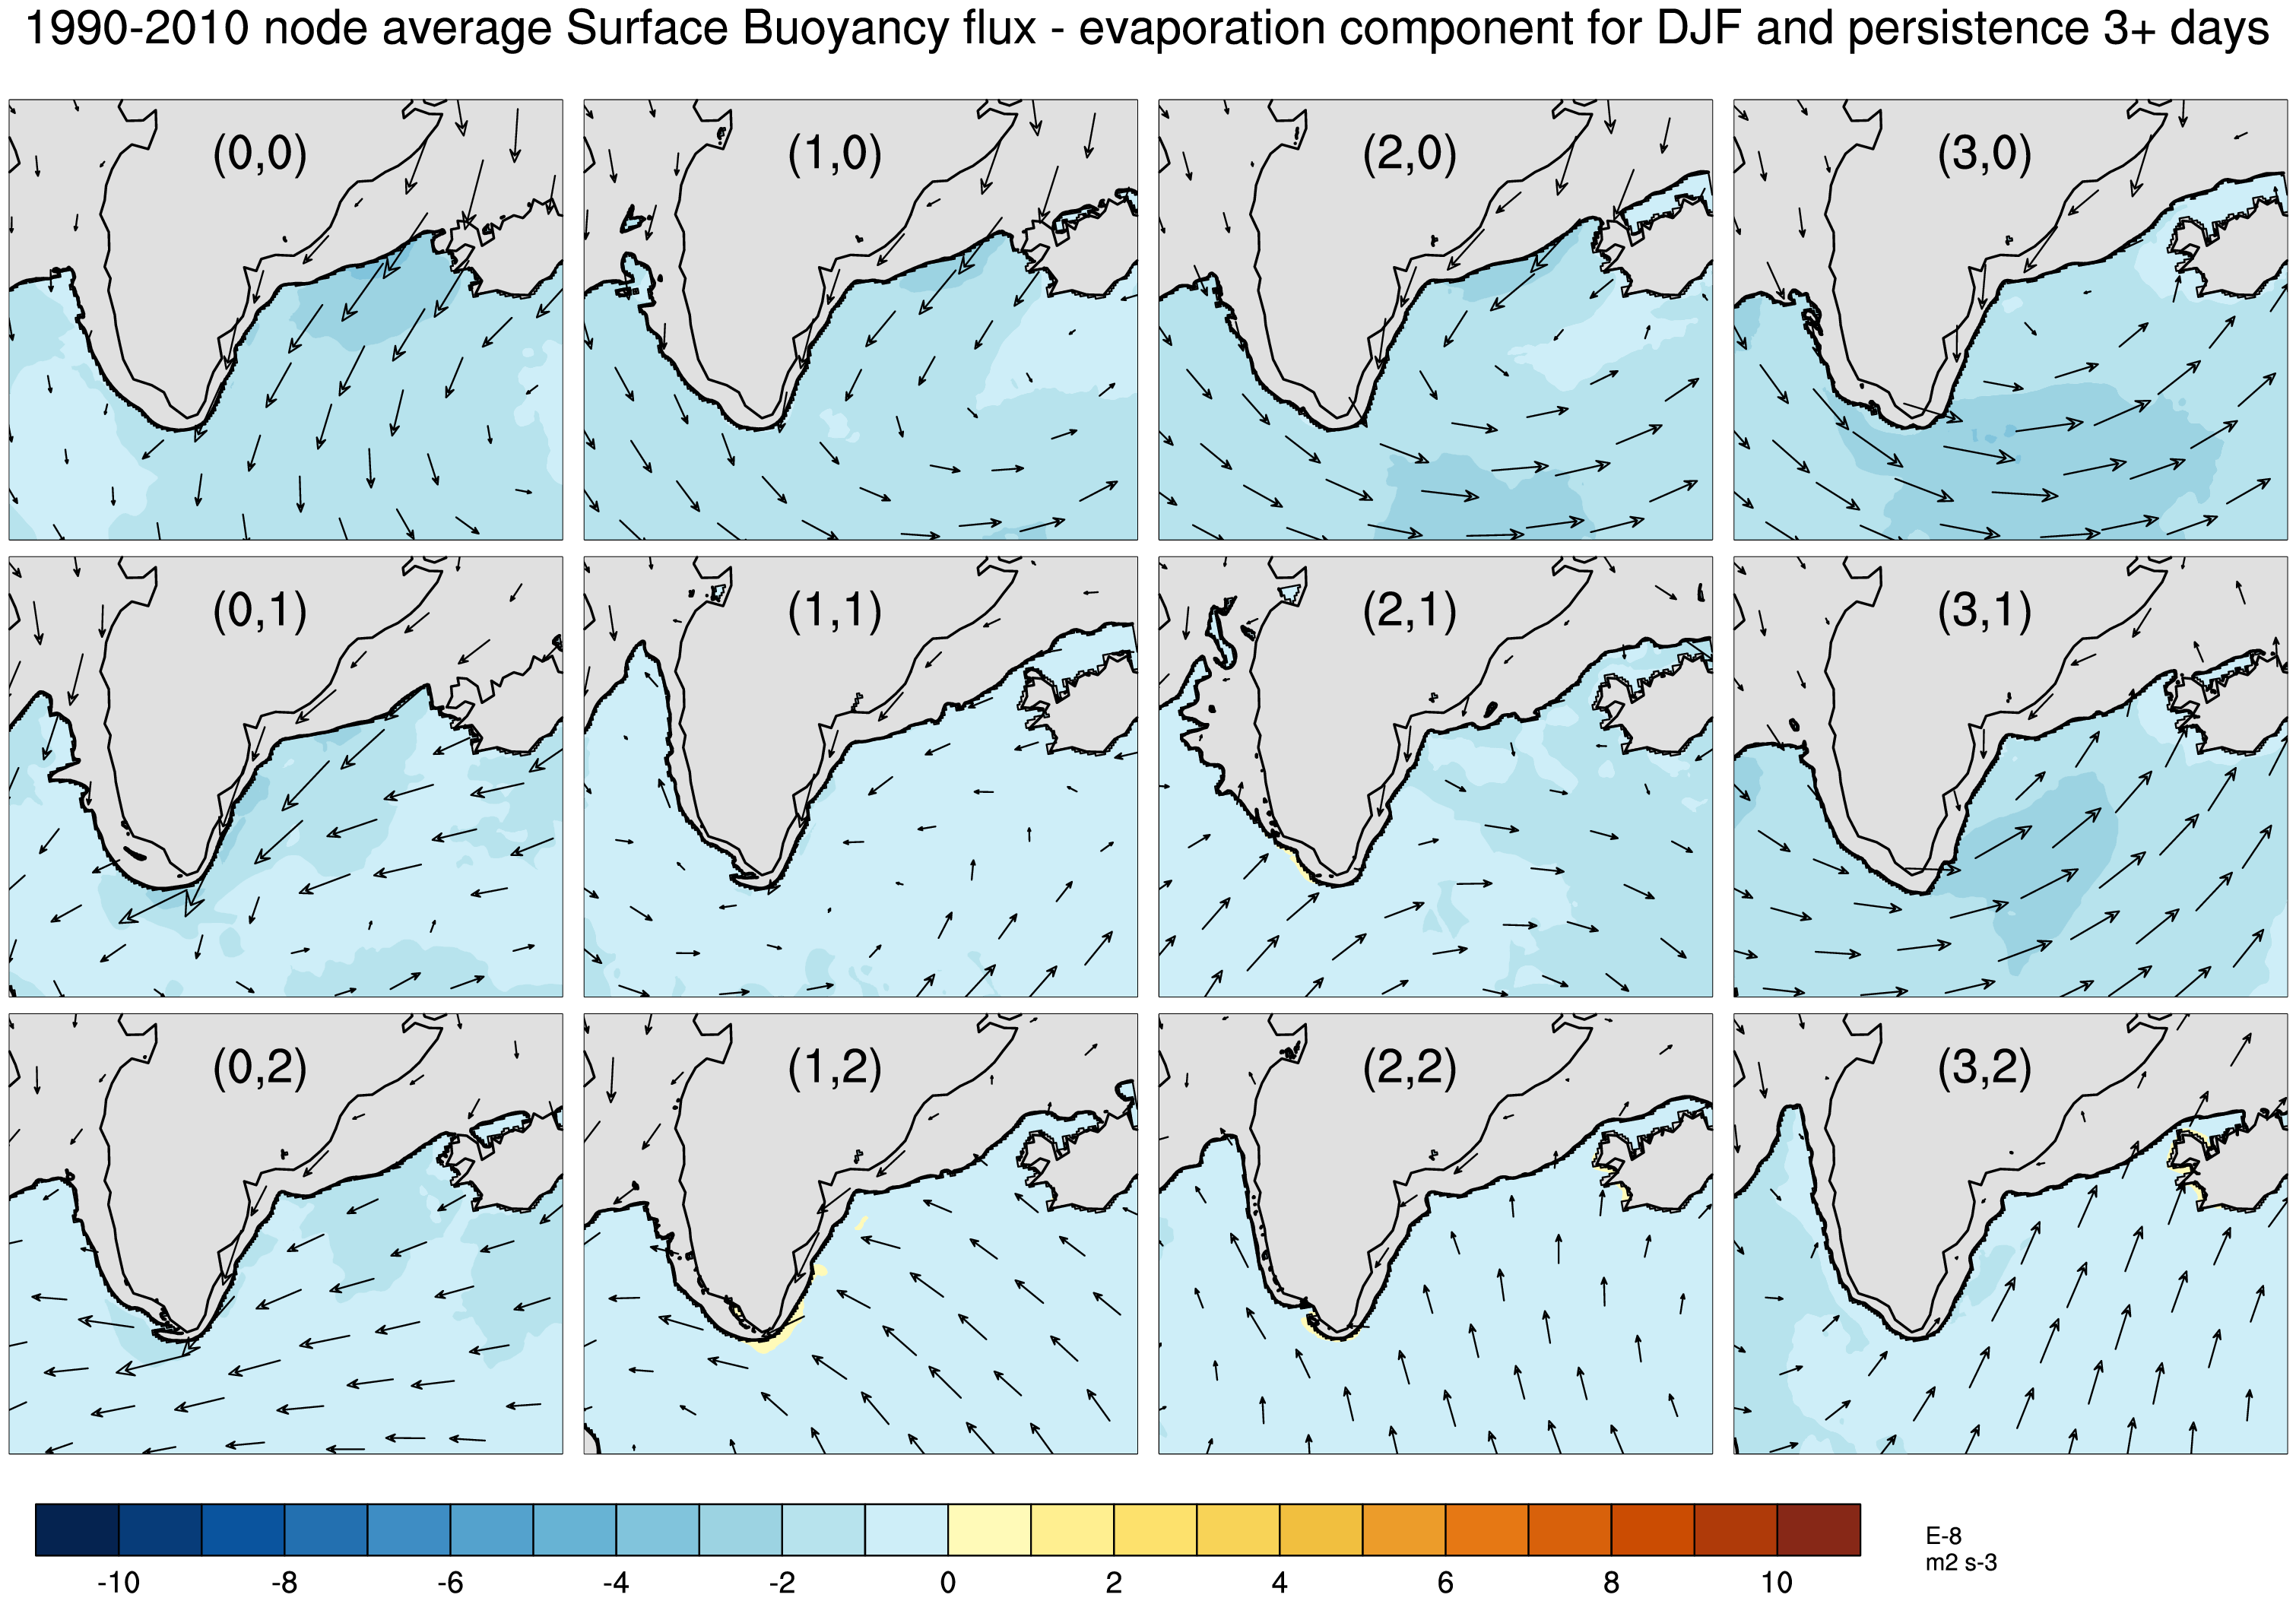 1990-2010 node average Surface Buoyancy flux - evaporation component for DJF and persistence 3+ days
(0,0) (1,0) (2,0) (3,0)
(0,1) (1,1) (2,1) (3,1)
(0,2) (1,2) (2,2) (3,2)
E-8
m2 s-3
-10 -8 -6 -4 -2 0 2 4 6 8 10